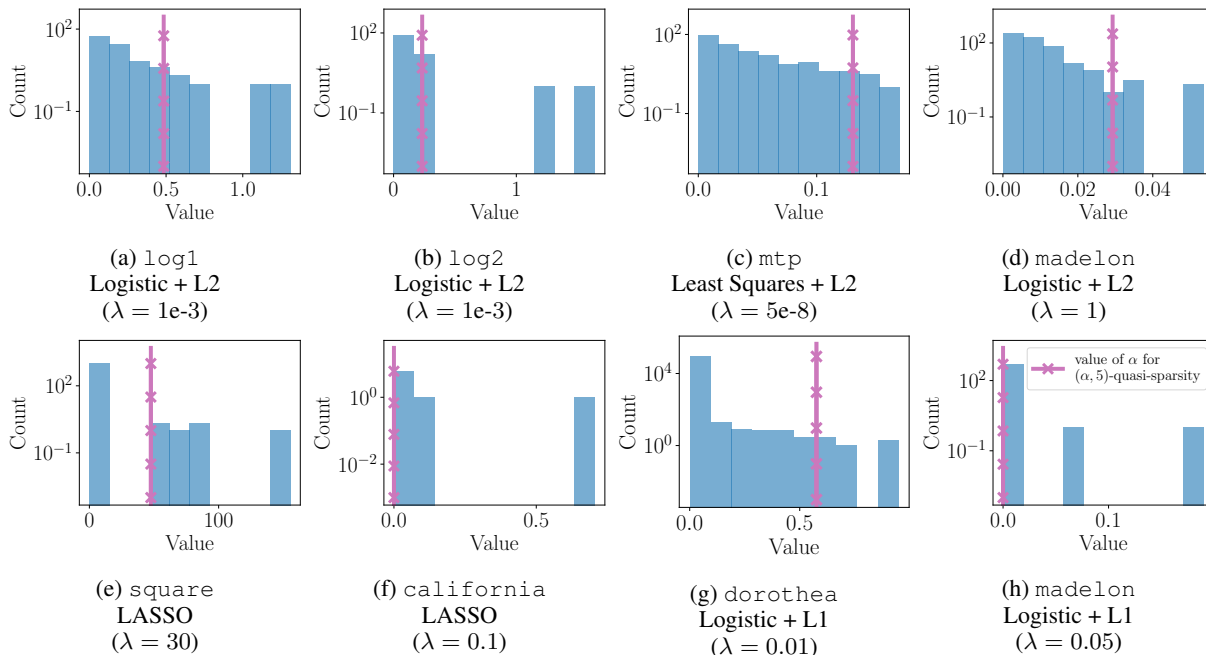 10^2
10^{-1}
Count
0.0 0.5 1.0
Value
(a) log1
Logistic + L2
(λ = 1e-3)
10^2
10^{-1}
Count
0 1
Value
(b) log2
Logistic + L2
(λ = 1e-3)
10^2
10^{-1}
Count
0.0 0.1
Value
(c) mtp
Least Squares + L2
(λ = 5e-8)
10^2
10^{-1}
Count
0.00 0.02 0.04
Value
(d) madelon
Logistic + L2
(λ = 1)
10^2
10^{-1}
Count
0 100
Value
(e) square
LASSO
(λ = 30)
10^0
10^{-2}
Count
0.0 0.5
Value
(f) california
LASSO
(λ = 0.1)
10^4
10^0
Count
0.0 0.5
Value
(g) dorothea
Logistic + L1
(λ = 0.01)
value of α for
(α, 5)-quasi-sparsity
10^2
10^{-1}
Count
0.0 0.1
Value
(h) madelon
Logistic + L1
(λ = 0.05)